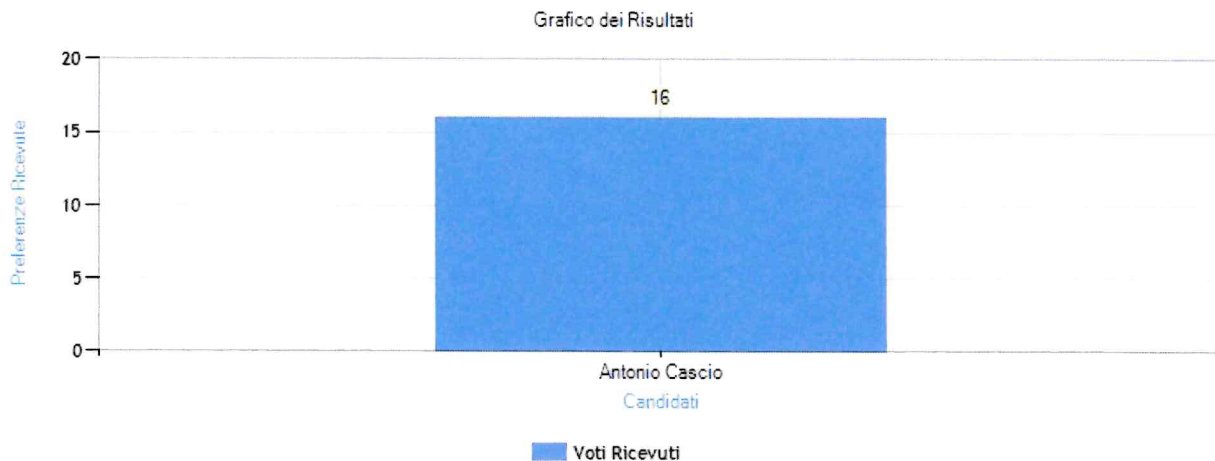 Grafico dei Risultati
Preferenze Ricevute
20
15
10
5
0
16
Antonio Cascio
Candidati
Voti Ricevuti